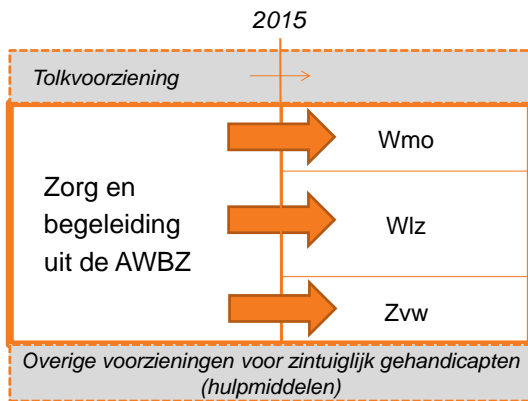 2015
Tolkvoorziening
Zorg en
begeleiding
uit de AWBZ
Wmo
Wlz
Zvw
Overige voorzieningen voor zintuiglijk gehandicapten
(hulpmiddelen)